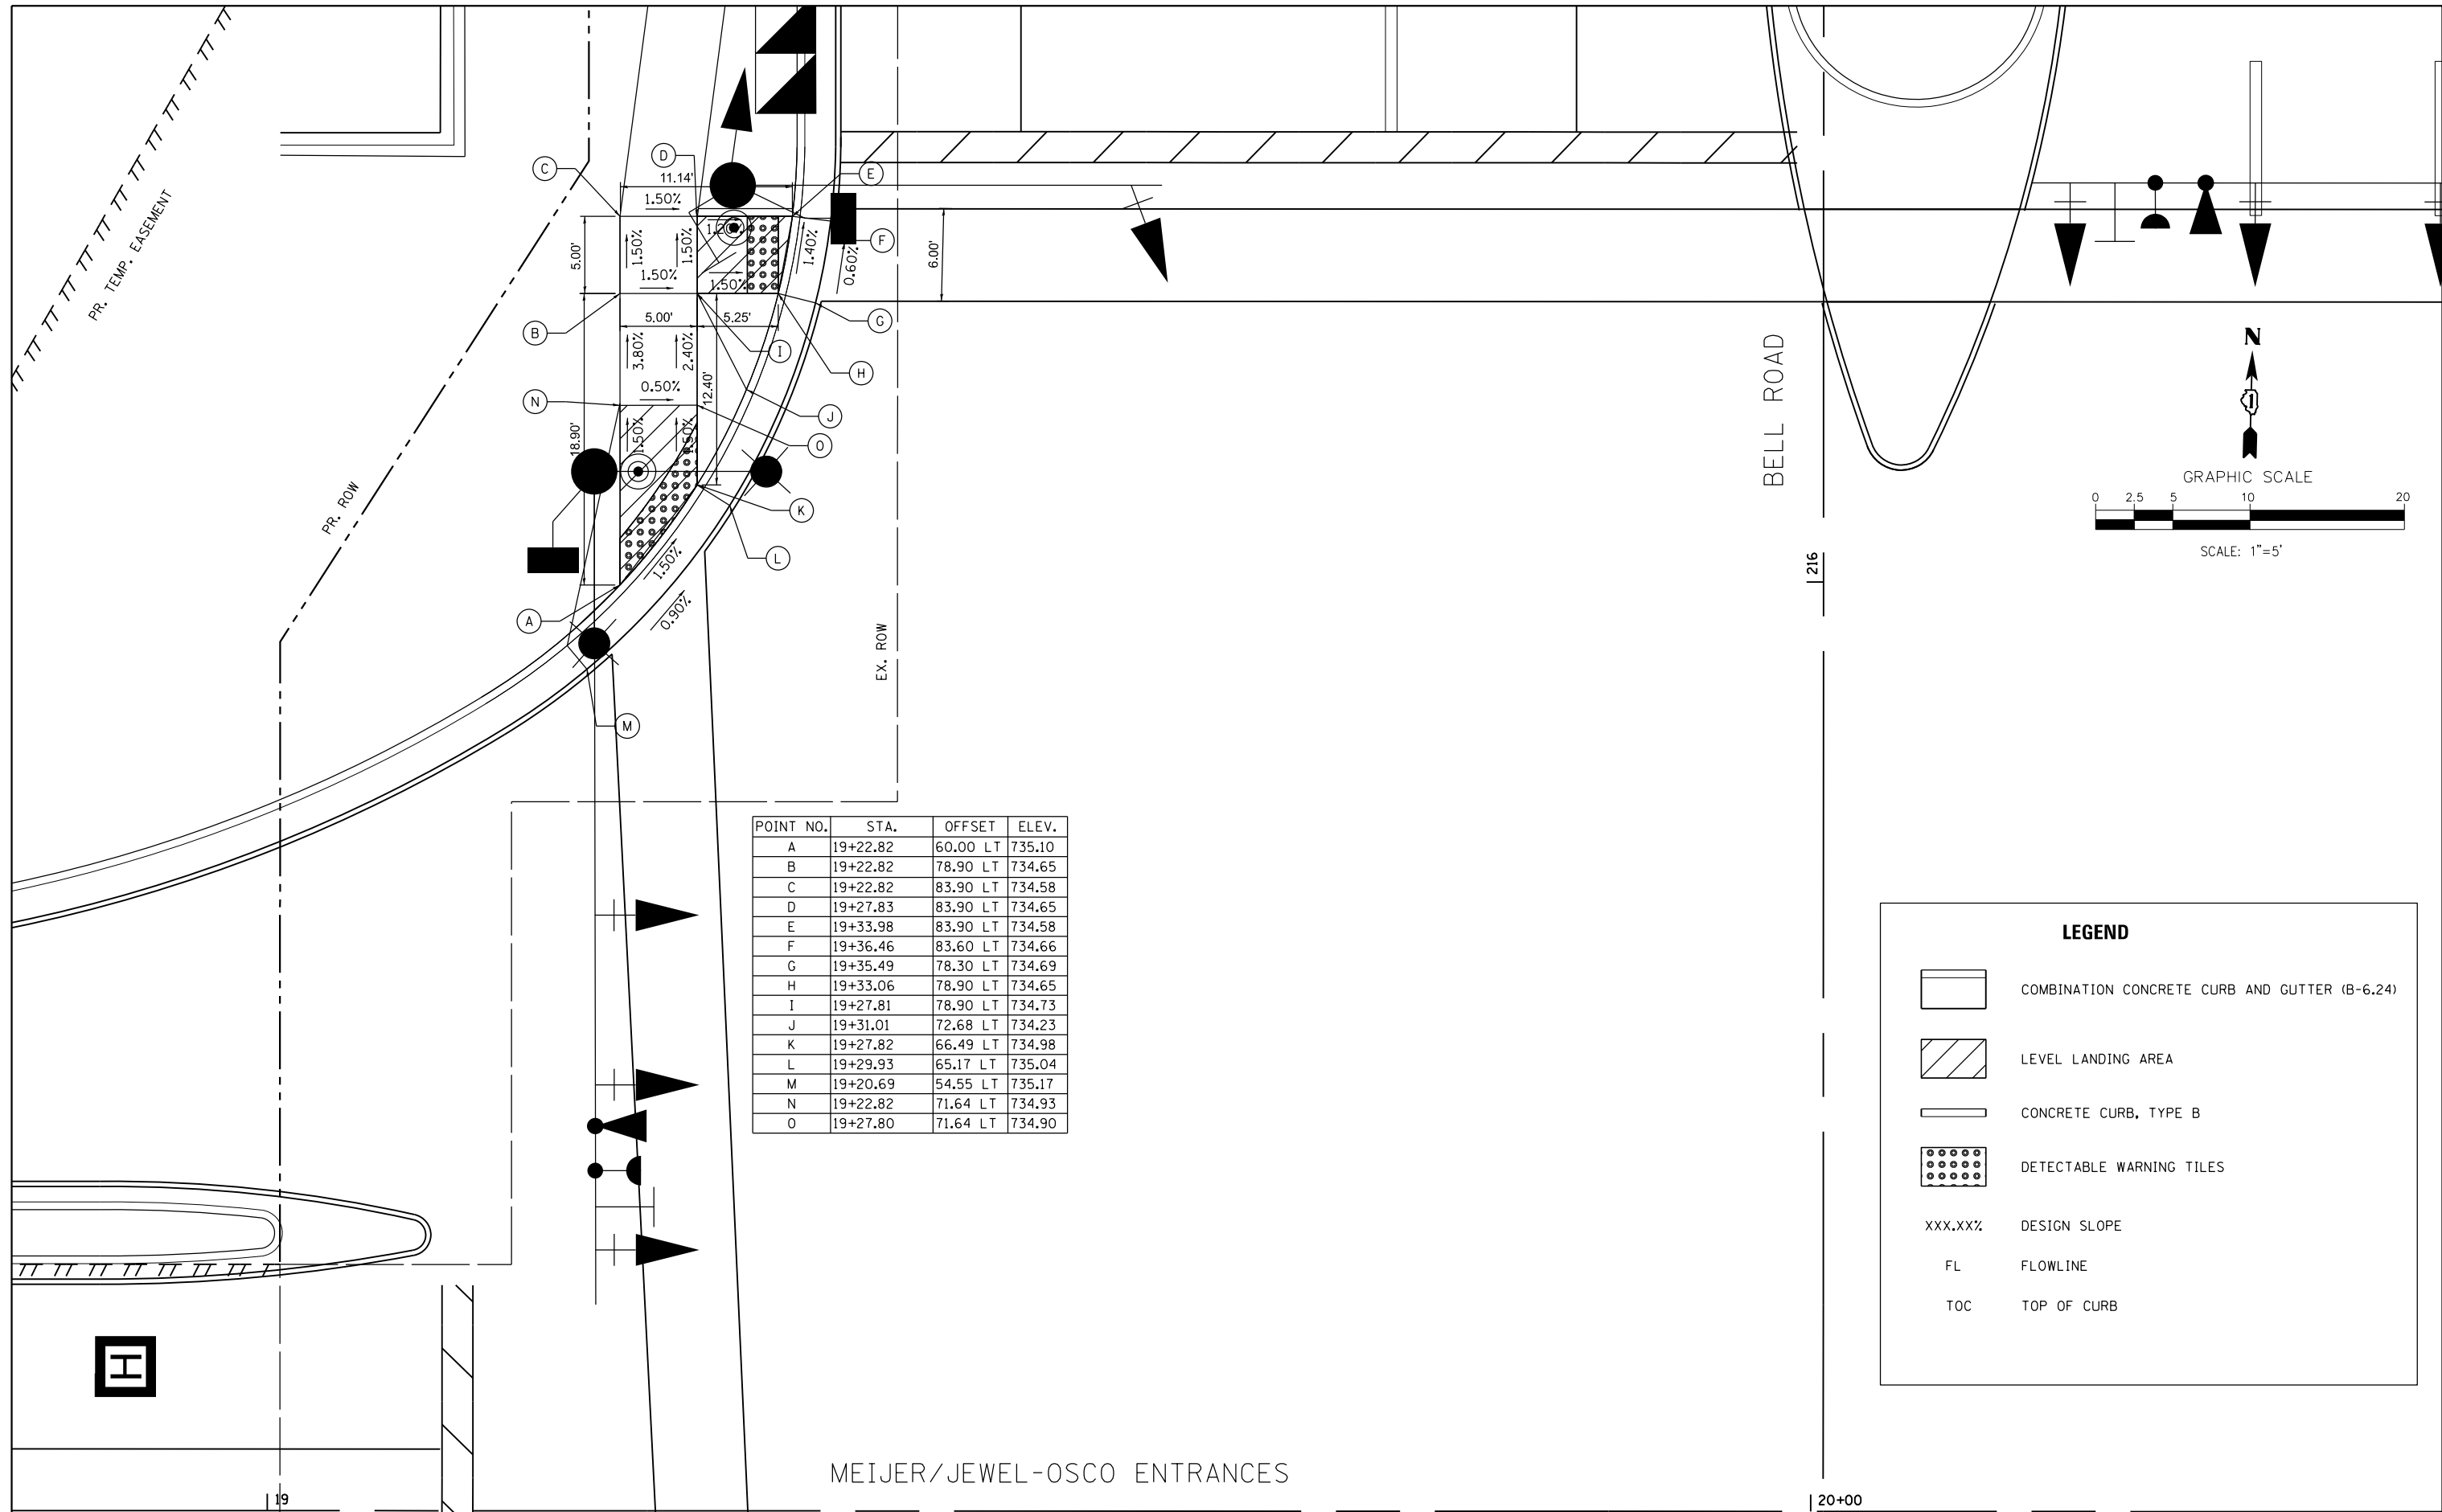 PR. TEMP. EASEMENT
PR. ROW
EX. ROW
C
D
E
11.14'
1.50%
1.20%
1.50%
1.50%
1.40%
F
0.60%
5.00'
6.00'
1.50%
1.50%
B
5.00'
5.25'
G
I
3.80%
2.40%
H
0.50%
12.40'
N
J
18.90'
1.50%
1.50%
O
K
L
1.50%
0.90%
A
M
BELL ROAD
216
N
1
GRAPHIC SCALE
0 2.5 5 10 20
SCALE: 1"=5'
POINT NO. STA. OFFSET ELEV.
A 19+22.82 60.00 LT 735.10
B 19+22.82 78.90 LT 734.65
C 19+22.82 83.90 LT 734.58
D 19+27.83 83.90 LT 734.65
E 19+33.98 83.90 LT 734.58
F 19+36.46 83.60 LT 734.66
G 19+35.49 78.30 LT 734.69
H 19+33.06 78.90 LT 734.65
I 19+27.81 78.90 LT 734.73
J 19+31.01 72.68 LT 734.23
K 19+27.82 66.49 LT 734.98
L 19+29.93 65.17 LT 735.04
M 19+20.69 54.55 LT 735.17
N 19+22.82 71.64 LT 734.93
O 19+27.80 71.64 LT 734.90
LEGEND
COMBINATION CONCRETE CURB AND GUTTER (B-6.24)
LEVEL LANDING AREA
CONCRETE CURB, TYPE B
DETECTABLE WARNING TILES
XXX.XX% DESIGN SLOPE
FL FLOWLINE
TOC TOP OF CURB
H
MEIJER/JEWEL-OSCO ENTRANCES
19
20+00